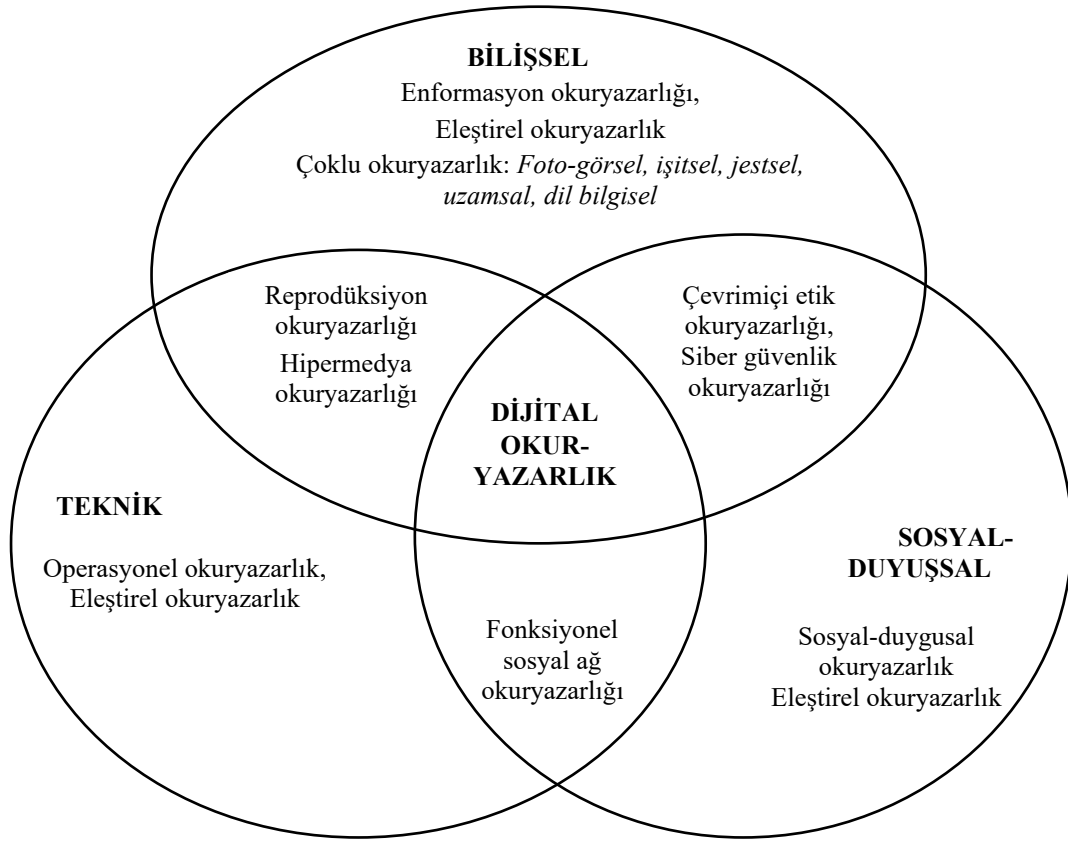 BİLİŞSEL
Enformasyon okuryazarlığı,
Eleştirel okuryazarlık
Çoklu okuryazarlık: Foto-görsel, işitsel, jestsel,
uzamsal, dil bilgisel
Reprodüksiyon
okuryazarlığı
Hipermedya
okuryazarlığı
Çevrimiçi etik
okuryazarlığı,
Siber güvenlik
okuryazarlığı
DİJİTAL
OKUR-
YAZARLIK
TEKNİK
Operasyonel okuryazarlık,
Eleştirel okuryazarlık
SOSYAL-
DUYUŞSAL
Sosyal-duygusal
okuryazarlık
Eleştirel okuryazarlık
Fonksiyonel
sosyal ağ
okuryazarlığı